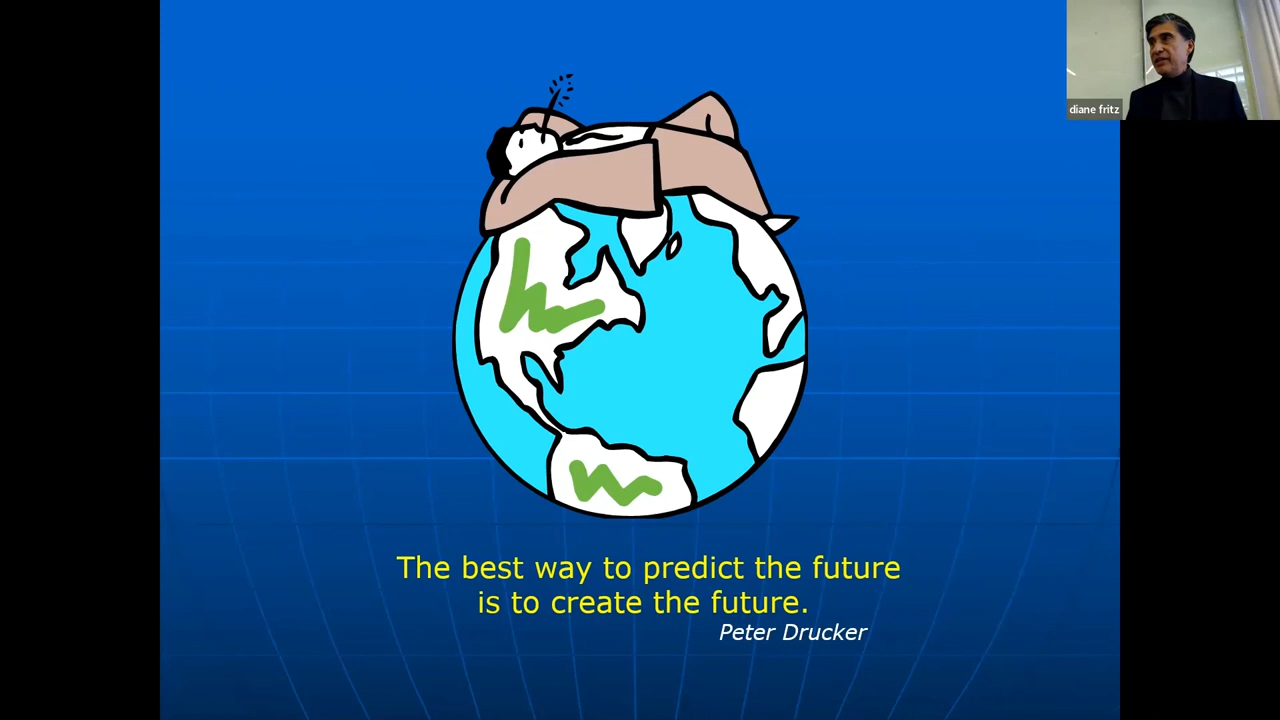 diane fritz
The best way to predict the future
is to create the future.
Peter Drucker